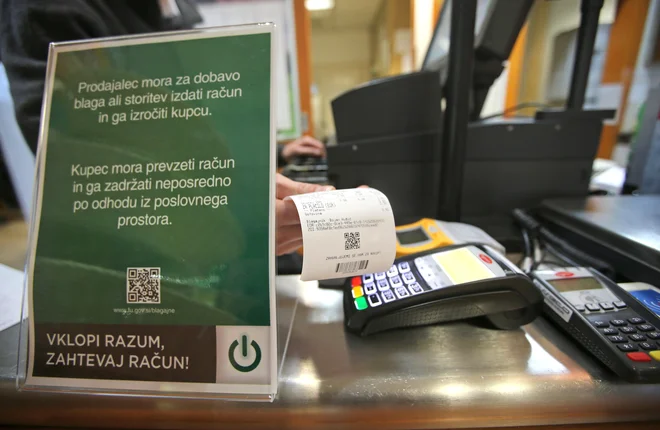 Prodajalec mora za dobavo
blaga ali storitev izdati račun
in ga izročiti kupcu.
Kupec mora prevzeti račun
in ga zadržati neposredno
po odhodu iz poslovnega
prostora.
VKLOPI RAZUM,
ZAHTEVAJ RAČUN!